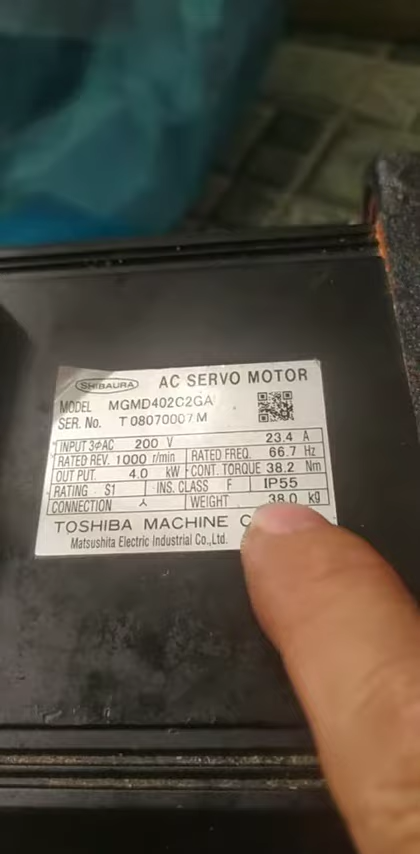 SHIBAURA AC SERVO MOTOR
MODEL MGMD402C2GA
SER. No. T08070007M
INPUT 3ΦAC 200 V 23.4 A
RATED REV. 1000 r/min RATED FREQ. 66.7 Hz
OUT PUT. 4.0 kW CONT. TORQUE 38.2 Nm
RATING S1 INS. CLASS F IP55
CONNECTION ⅄ WEIGHT 38.0 kg
TOSHIBA MACHINE
Matsushita Electric Industrial Co.,Ltd.